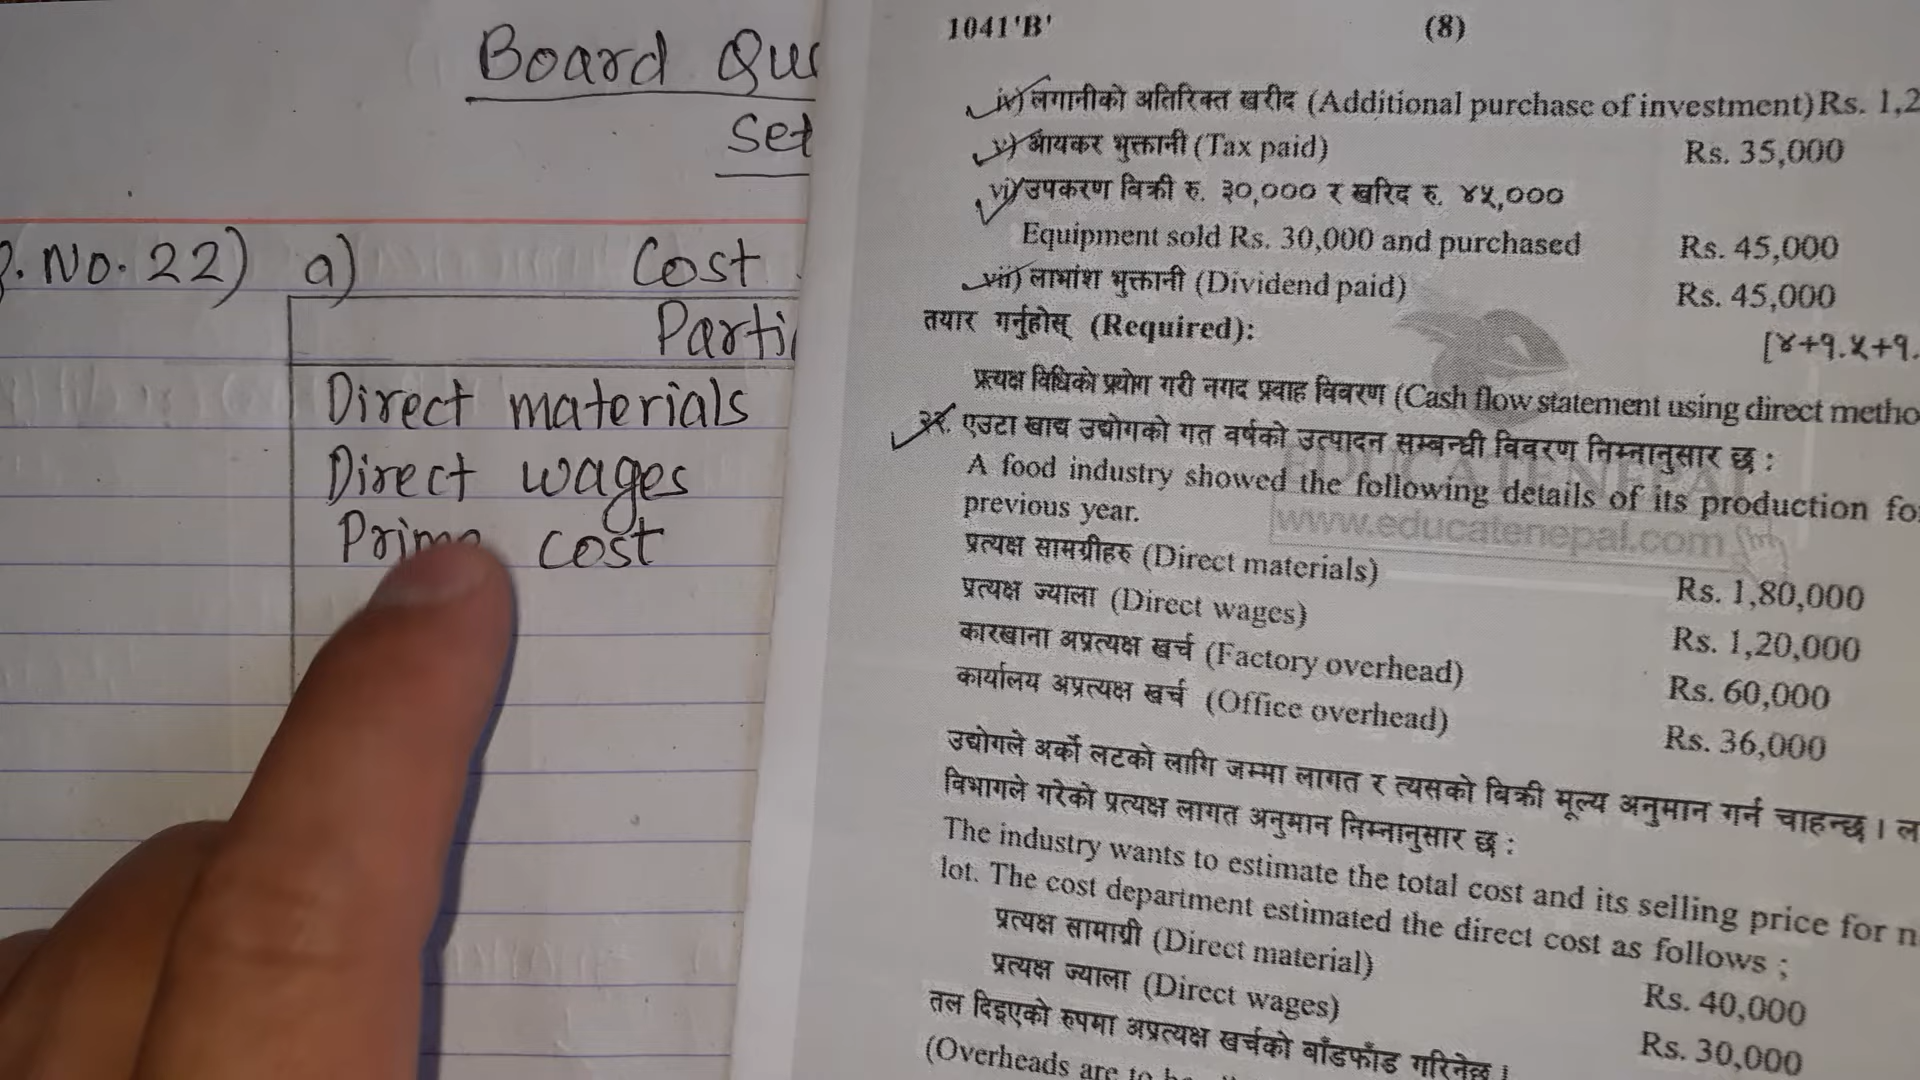 Board
Set
No. 22) a) Cost
Direct materials
Direct wages
cost
1041'B' (8)
iv) लगानीको अतिरिक्त खरीद (Additional purchase of investment) Rs. 1,2
v) आयकर भुक्तानी (Tax paid) Rs. 35,000
vi) उपकरण बिक्री रु. ३०,००० र खरिद रु. ४५,०००
Equipment sold Rs. 30,000 and purchased Rs. 45,000
vii) लाभांश भुक्तानी (Dividend paid) Rs. 45,000
तयार गर्नुहोस् (Required): [४+१.५+१.
प्रत्यक्ष विधिको प्रयोग गरी नगद प्रवाह विवरण (Cash flow statement using direct metho
एउटा खाद्य उद्योगको गत वर्षको उत्पादन सम्बन्धी विवरण निम्नानुसार छ :
A food industry showed the following details of its production fo
previous year.
www.educatenepal.com
प्रत्यक्ष सामग्रीहरु (Direct materials) Rs. 1,80,000
प्रत्यक्ष ज्याला (Direct wages) Rs. 1,20,000
कारखाना अप्रत्यक्ष खर्च (Factory overhead) Rs. 60,000
कार्यालय अप्रत्यक्ष खर्च (Office overhead) Rs. 36,000
उद्योगले अर्को लटको लागि जम्मा लागत र त्यसको बिक्री मूल्य अनुमान गर्न चाहन्छ । ल
विभागले गरेको प्रत्यक्ष लागत अनुमान निम्नानुसार छ :
The industry wants to estimate the total cost and its selling price for n
lot. The cost department estimated the direct cost as follows ;
प्रत्यक्ष सामाग्री (Direct material) Rs. 40,000
प्रत्यक्ष ज्याला (Direct wages) Rs. 30,000
तल दिइएको रुपमा अप्रत्यक्ष खर्चको बाँडफाँड गरिनेछ ।
(Overheads are to